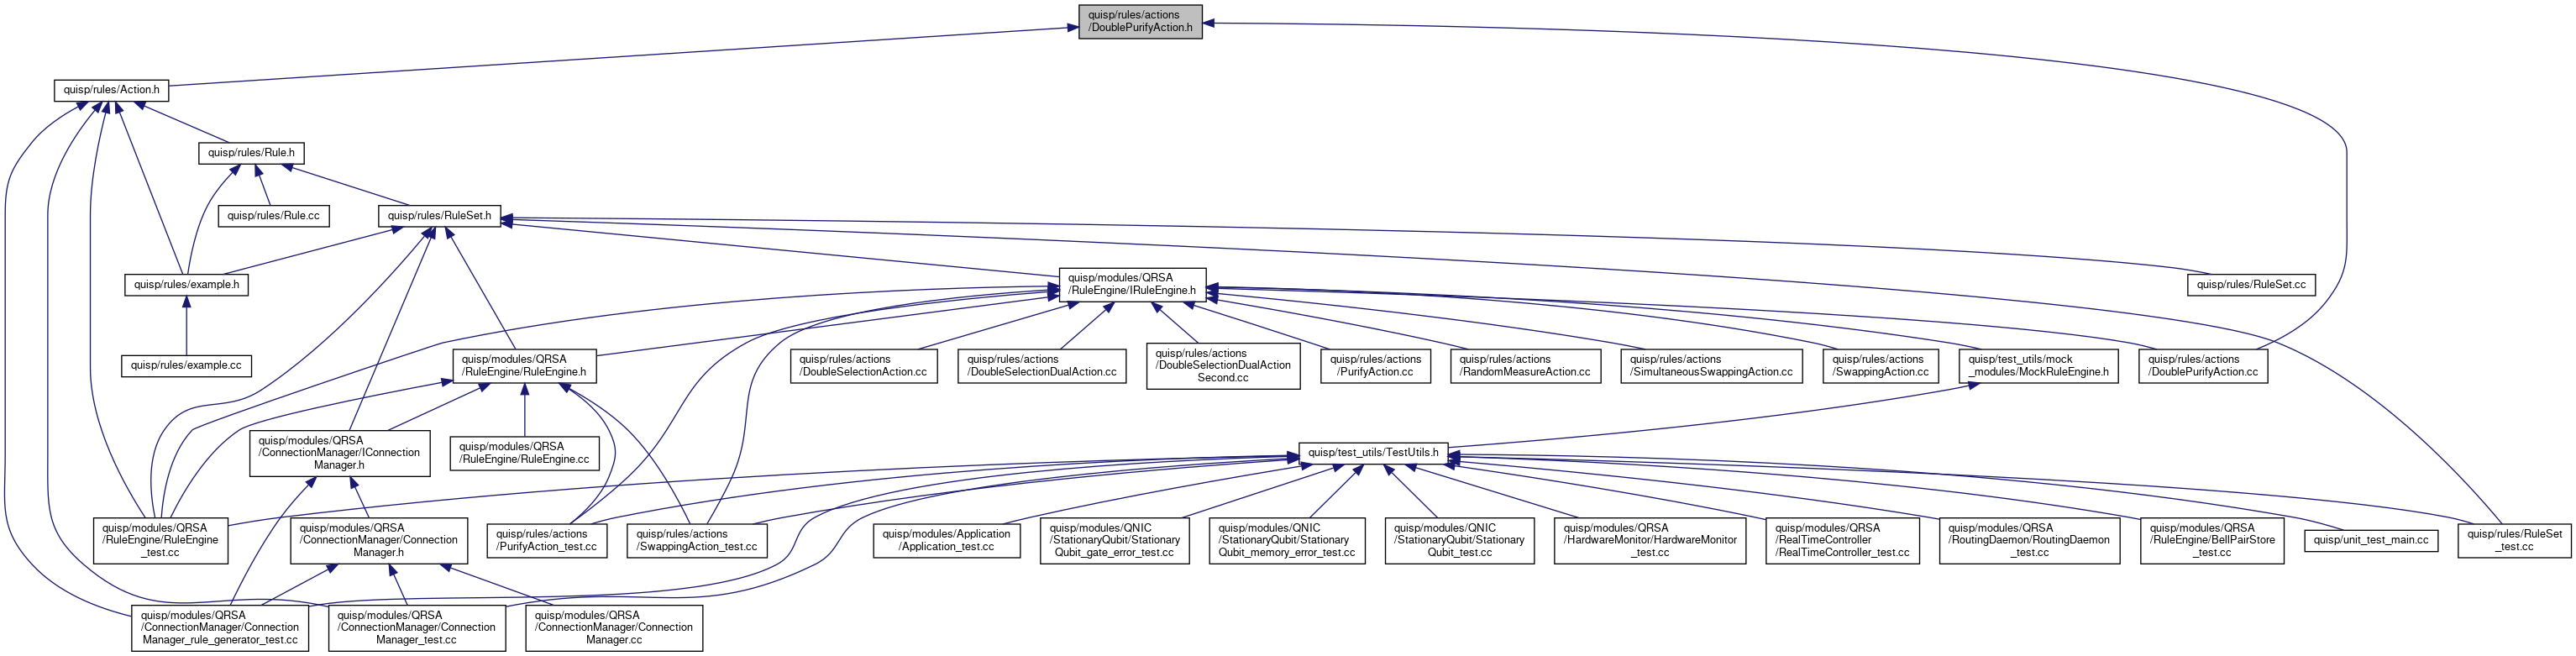 quisp/rules/actions
/DoublePurifyAction.h
quisp/rules/Action.h
quisp/rules/Rule.h
quisp/rules/Rule.cc
quisp/rules/RuleSet.h
quisp/rules/example.h
quisp/modules/QRSA
/RuleEngine/IRuleEngine.h
quisp/rules/RuleSet.cc
quisp/rules/example.cc
quisp/modules/QRSA
/RuleEngine/RuleEngine.h
quisp/rules/actions
/DoubleSelectionAction.cc
quisp/rules/actions
/DoubleSelectionDualAction.cc
quisp/rules/actions
/DoubleSelectionDualAction
Second.cc
quisp/rules/actions
/PurifyAction.cc
quisp/rules/actions
/RandomMeasureAction.cc
quisp/rules/actions
/SimultaneousSwappingAction.cc
quisp/rules/actions
/SwappingAction.cc
quisp/test_utils/mock
_modules/MockRuleEngine.h
quisp/rules/actions
/DoublePurifyAction.cc
quisp/modules/QRSA
/ConnectionManager/IConnection
Manager.h
quisp/modules/QRSA
/RuleEngine/RuleEngine.cc
quisp/test_utils/TestUtils.h
quisp/modules/QRSA
/RuleEngine/RuleEngine
_test.cc
quisp/modules/QRSA
/ConnectionManager/Connection
Manager.h
quisp/rules/actions
/PurifyAction_test.cc
quisp/rules/actions
/SwappingAction_test.cc
quisp/modules/Application
/Application_test.cc
quisp/modules/QNIC
/StationaryQubit/Stationary
Qubit_gate_error_test.cc
quisp/modules/QNIC
/StationaryQubit/Stationary
Qubit_memory_error_test.cc
quisp/modules/QNIC
/StationaryQubit/Stationary
Qubit_test.cc
quisp/modules/QRSA
/HardwareMonitor/HardwareMonitor
_test.cc
quisp/modules/QRSA
/RealTimeController
/RealTimeController_test.cc
quisp/modules/QRSA
/RoutingDaemon/RoutingDaemon
_test.cc
quisp/modules/QRSA
/RuleEngine/BellPairStore
_test.cc
quisp/unit_test_main.cc
quisp/rules/RuleSet
_test.cc
quisp/modules/QRSA
/ConnectionManager/Connection
Manager_rule_generator_test.cc
quisp/modules/QRSA
/ConnectionManager/Connection
Manager_test.cc
quisp/modules/QRSA
/ConnectionManager/Connection
Manager.cc